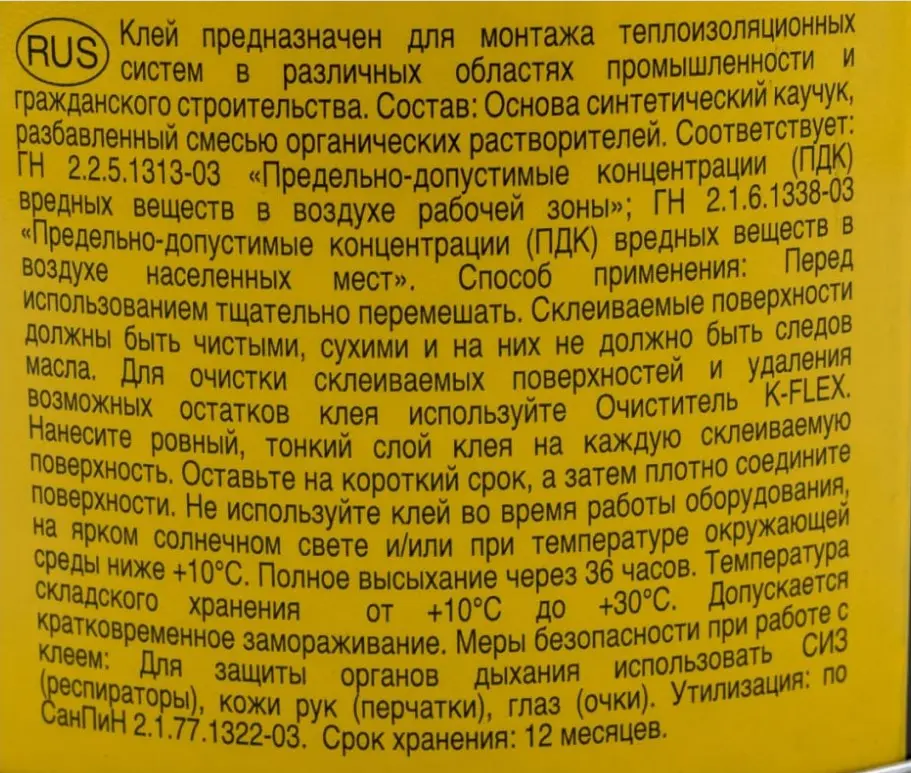 RUS Клей предназначен для монтажа теплоизоляционных
систем в различных областях промышленности и
гражданского строительства. Состав: Основа синтетический каучук,
разбавленный смесью органических растворителей. Соответствует:
ГН 2.2.5.1313-03 «Предельно-допустимые концентрации (ПДК)
вредных веществ в воздухе рабочей зоны»; ГН 2.1.6.1338-03
«Предельно-допустимые концентрации (ПДК) вредных веществ в
воздухе населенных мест». Способ применения: Перед
использованием тщательно перемешать. Склеиваемые поверхности
должны быть чистыми, сухими и на них не должно быть следов
масла. Для очистки склеиваемых поверхностей и удаления
возможных остатков клея используйте Очиститель K-FLEX.
Нанесите ровный, тонкий слой клея на каждую склеиваемую
поверхность. Оставьте на короткий срок, а затем плотно соедините
поверхности. Не используйте клей во время работы оборудования,
на ярком солнечном свете и/или при температуре окружающей
среды ниже +10°С. Полное высыхание через 36 часов. Температура
складского хранения от +10°С до +30°С. Допускается
кратковременное замораживание. Меры безопасности при работе с
клеем: Для защиты органов дыхания использовать СИЗ
(респираторы), кожи рук (перчатки), глаз (очки). Утилизация: по
СанПиН 2.1.77.1322-03. Срок хранения: 12 месяцев.